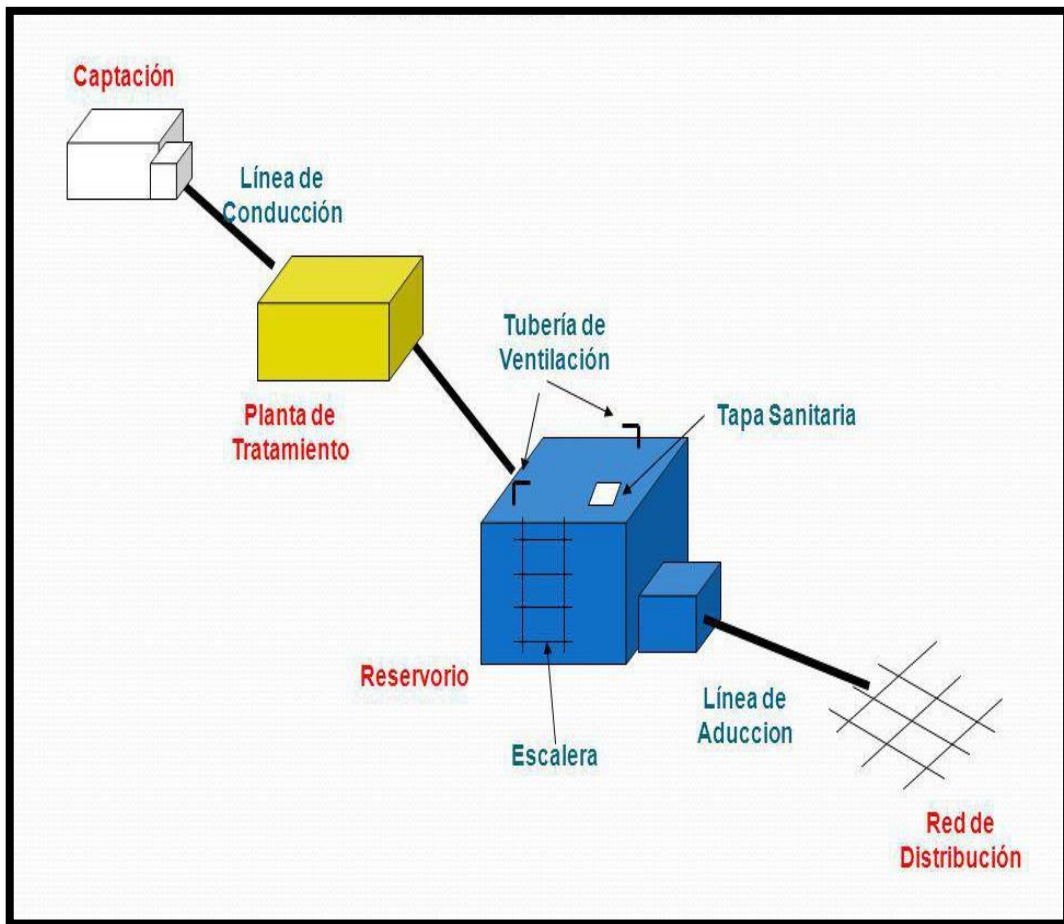 Captación
Línea de
Conducción
Tubería de
Ventilación
Tapa Sanitaria
Planta de
Tratamiento
Reservorio
Línea de
Aduccion
Escalera
Red de
Distribución